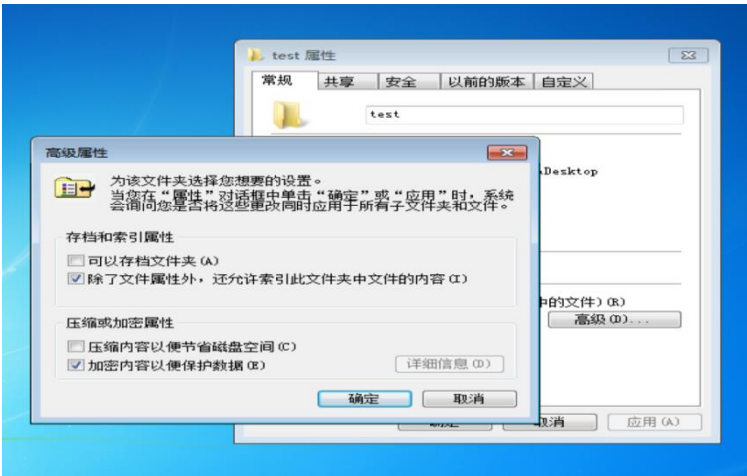 test 属性
常规
共享
安全
以前的版本
自定义
test
高级属性
为该文件夹选择您想要的设置。
当您在“属性”对话框中单击“确定”或“应用”时，系统
会询问您是否将这些更改同时应用于所有子文件夹和文件。
Desktop
存档和索引属性
可以存档文件夹(A)
除了文件属性外，还允许索引此文件夹中文件的内容(I)
中的文件)(R)
高级(D)...
压缩或加密属性
压缩内容以便节省磁盘空间(C)
加密内容以便保护数据(E)
详细信息(D)
确定
取消
取消
应用(A)